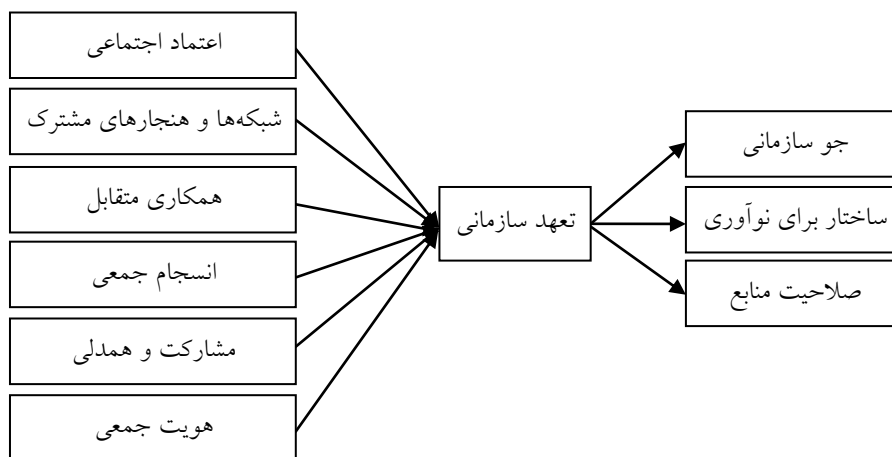 اعتماد اجتماعی
شبکه‌ها و هنجارهای مشترک
همکاری متقابل
انسجام جمعی
مشارکت و همدلی
هویت جمعی
تعهد سازمانی
جو سازمانی
ساختار برای نوآوری
صلاحیت منابع